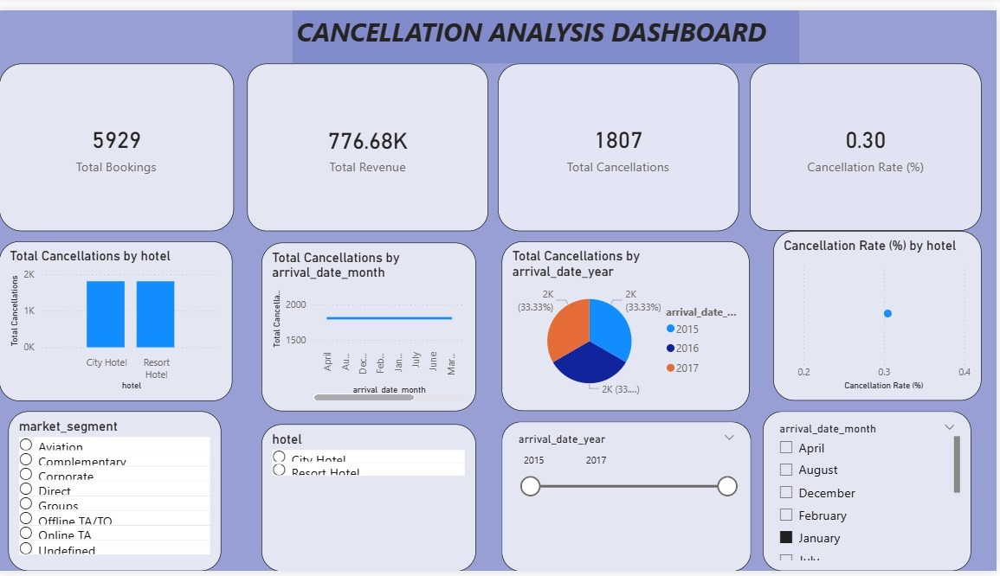 CANCELLATION ANALYSIS DASHBOARD
5929
Total Bookings
776.68K
Total Revenue
1807
Total Cancellations
0.30
Cancellation Rate (%)
Total Cancellations by hotel
Total Cancellations
2K
1K
0K
City Hotel
Resort
Hotel
hotel
Total Cancellations by
arrival_date_month
Total Cancella...
2000
1500
April
Au...
Dec...
Feb...
Jan...
July
June
Mar...
arrival_date_month
Total Cancellations by
arrival_date_year
2K
(33.33%)
2K
(33.33%)
2K (33....)
arrival_date_...
2015
2016
2017
Cancellation Rate (%) by hotel
0.2
0.3
0.4
Cancellation Rate (%)
market_segment
Aviation
Complementary
Corporate
Direct
Groups
Offline TA/TO
Online TA
Undefined
hotel
City Hotel
Resort Hotel
arrival_date_year
2015
2017
arrival_date_month
April
August
December
February
January
July